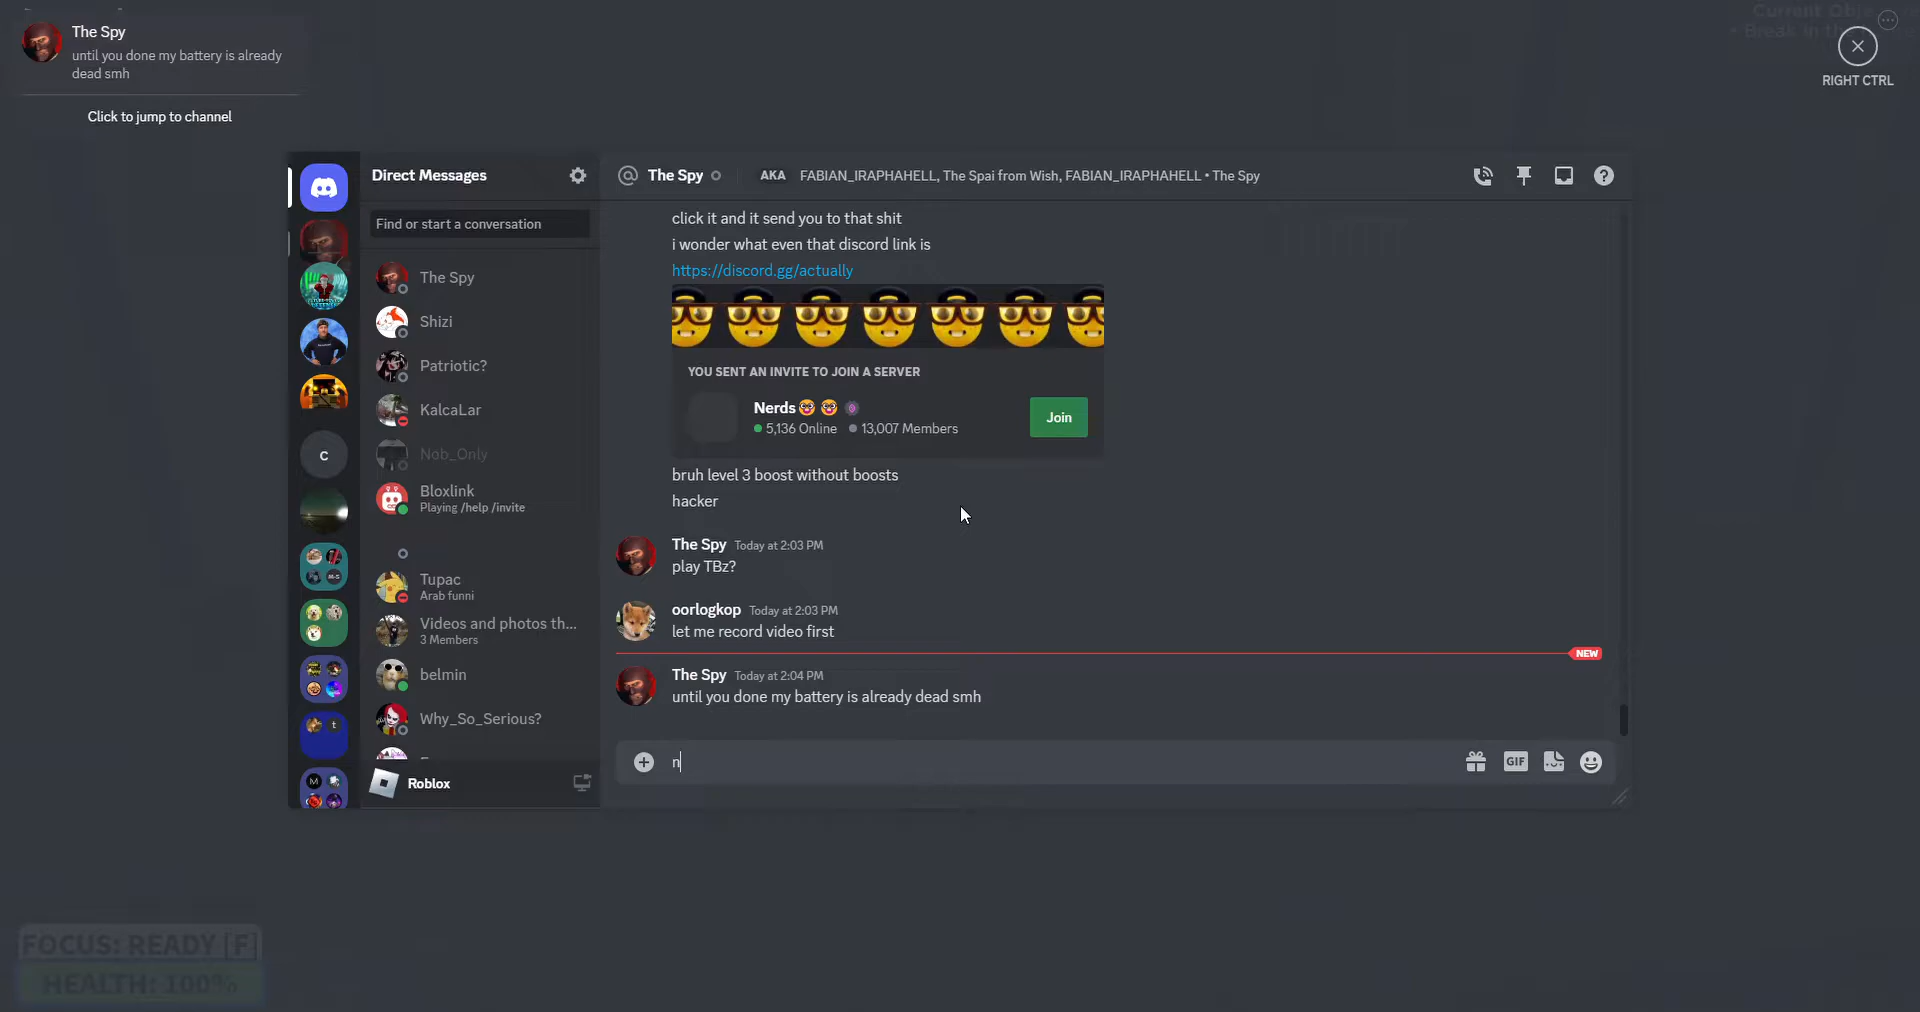 The Spy
until you done my battery is already
dead smh
Click to jump to channel
RIGHT CTRL
Direct Messages
@ The Spy
AKA
FABIAN_IRAPHAHELL, The Spai from Wish, FABIAN_IRAPHAHELL • The Spy
Find or start a conversation
The Spy
Shizi
Patriotic?
KalcaLar
Nob_Only
Bloxlink
Playing /help /invite
Tupac
Arab funni
Videos and photos th...
3 Members
belmin
Why_So_Serious?
Roblox
C
M-S
t
M
click it and it send you to that shit
i wonder what even that discord link is
https://discord.gg/actually
YOU SENT AN INVITE TO JOIN A SERVER
Nerds
5,136 Online
13,007 Members
Join
bruh level 3 boost without boosts
hacker
The Spy Today at 2:03 PM
play TBz?
oorlogkop Today at 2:03 PM
let me record video first
NEW
The Spy Today at 2:04 PM
until you done my battery is already dead smh
n
GIF
FOCUS: READY [F]
HEALTH: 100%